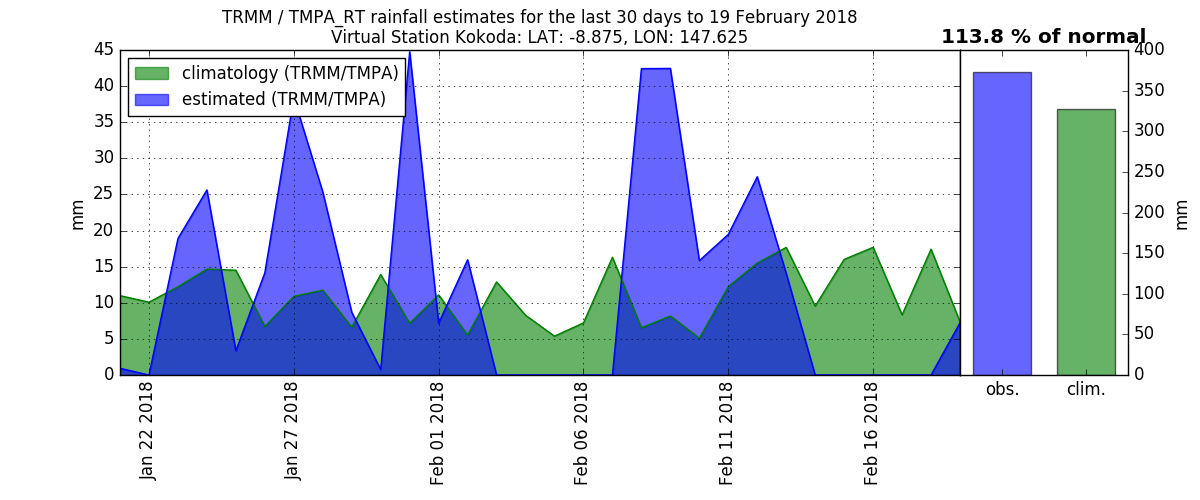 TRMM / TMPA_RT rainfall estimates for the last 30 days to 19 February 2018
Virtual Station Kokoda: LAT: -8.875, LON: 147.625
113.8 % of normal
climatology (TRMM/TMPA)
estimated (TRMM/TMPA)
45
40
35
30
25
20
15
10
5
0
mm
Jan 22 2018
Jan 27 2018
Feb 01 2018
Feb 06 2018
Feb 11 2018
Feb 16 2018
400
350
300
250
200
150
100
50
0
mm
obs.
clim.